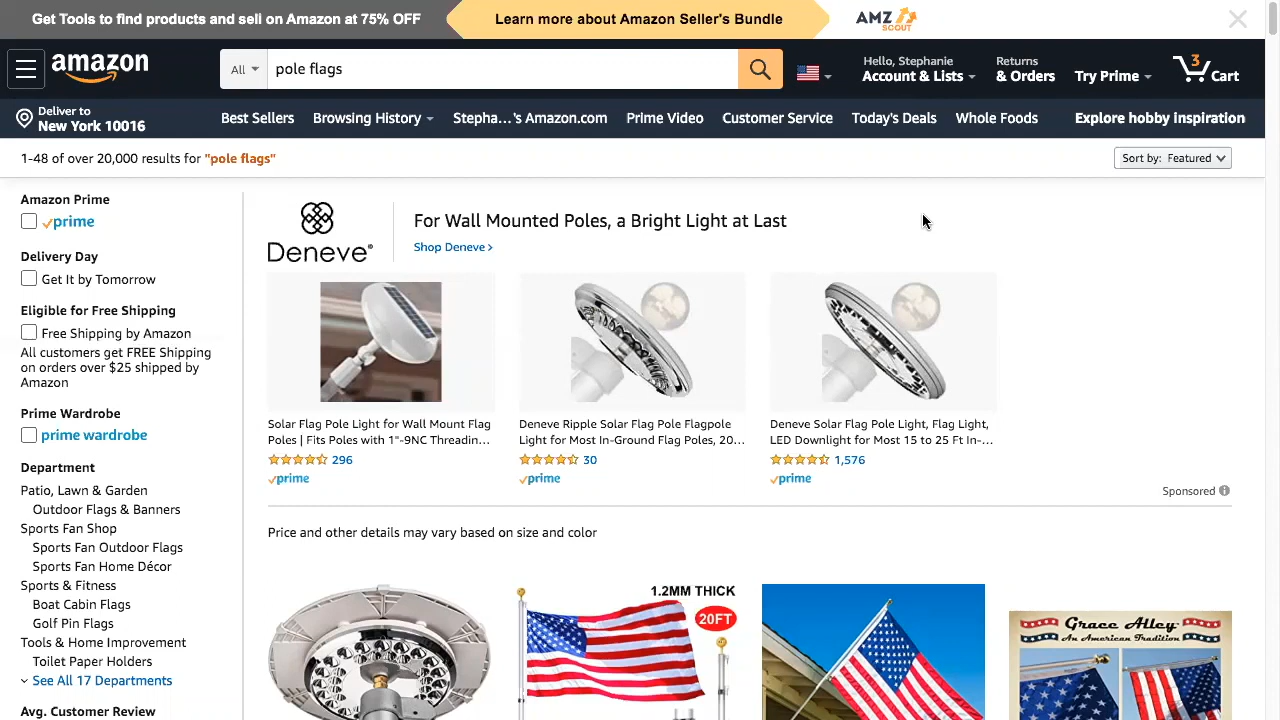 Get Tools to find products and sell on Amazon at 75% OFF
Learn more about Amazon Seller's Bundle
AMZ
SCOUT
amazon
All
pole flags
Hello, Stephanie
Account & Lists
Returns
& Orders
Try Prime
3
Cart
Deliver to
New York 10016
Best Sellers
Browsing History
Stepha...'s Amazon.com
Prime Video
Customer Service
Today's Deals
Whole Foods
Explore hobby inspiration
1-48 of over 20,000 results for "pole flags"
Sort by: Featured
Amazon Prime
prime
Delivery Day
Get It by Tomorrow
Eligible for Free Shipping
Free Shipping by Amazon
All customers get FREE Shipping
on orders over $25 shipped by
Amazon
Prime Wardrobe
prime wardrobe
Department
Patio, Lawn & Garden
Outdoor Flags & Banners
Sports Fan Shop
Sports Fan Outdoor Flags
Sports Fan Home Décor
Sports & Fitness
Boat Cabin Flags
Golf Pin Flags
Tools & Home Improvement
Toilet Paper Holders
See All 17 Departments
Avg. Customer Review
Deneve®
For Wall Mounted Poles, a Bright Light at Last
Shop Deneve ›
Solar Flag Pole Light for Wall Mount Flag
Poles | Fits Poles with 1"-9NC Threadin...
296
prime
Deneve Ripple Solar Flag Pole Flagpole
Light for Most In-Ground Flag Poles, 20...
30
prime
Deneve Solar Flag Pole Light, Flag Light,
LED Downlight for Most 15 to 25 Ft In-...
1,576
prime
Sponsored
Price and other details may vary based on size and color
1.2MM THICK
20FT
Grace Alley
An American Tradition